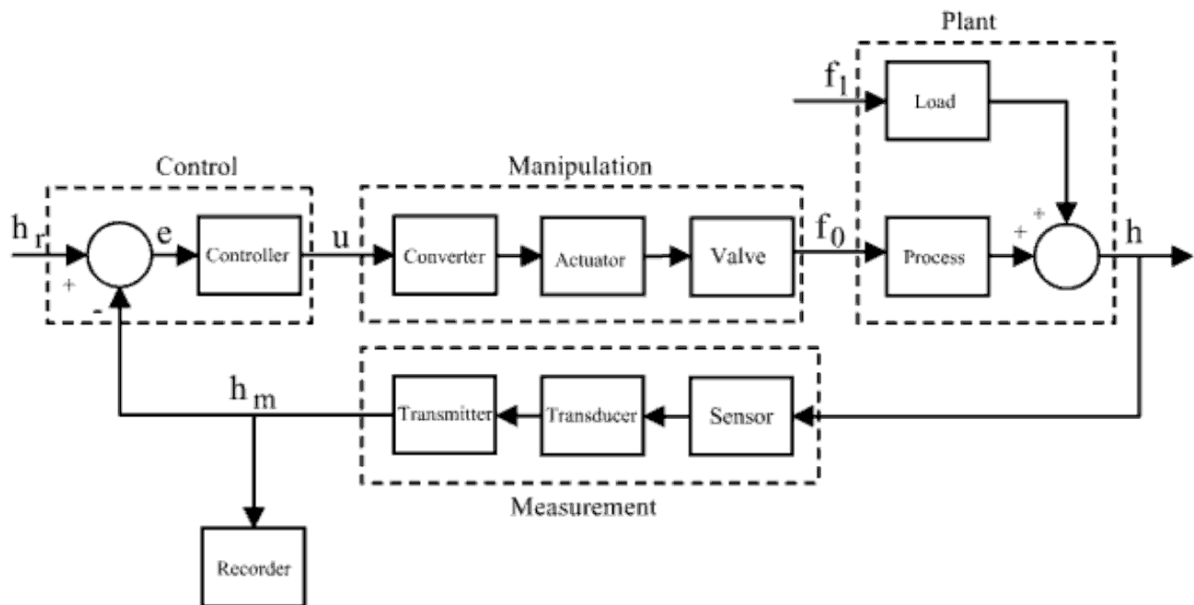 Plant
f1
Load
Control
Manipulation
hr
e
Controller
u
Converter
Actuator
Valve
f0
Process
+
+
h
+
-
hm
Transmitter
Transducer
Sensor
Measurement
Recorder